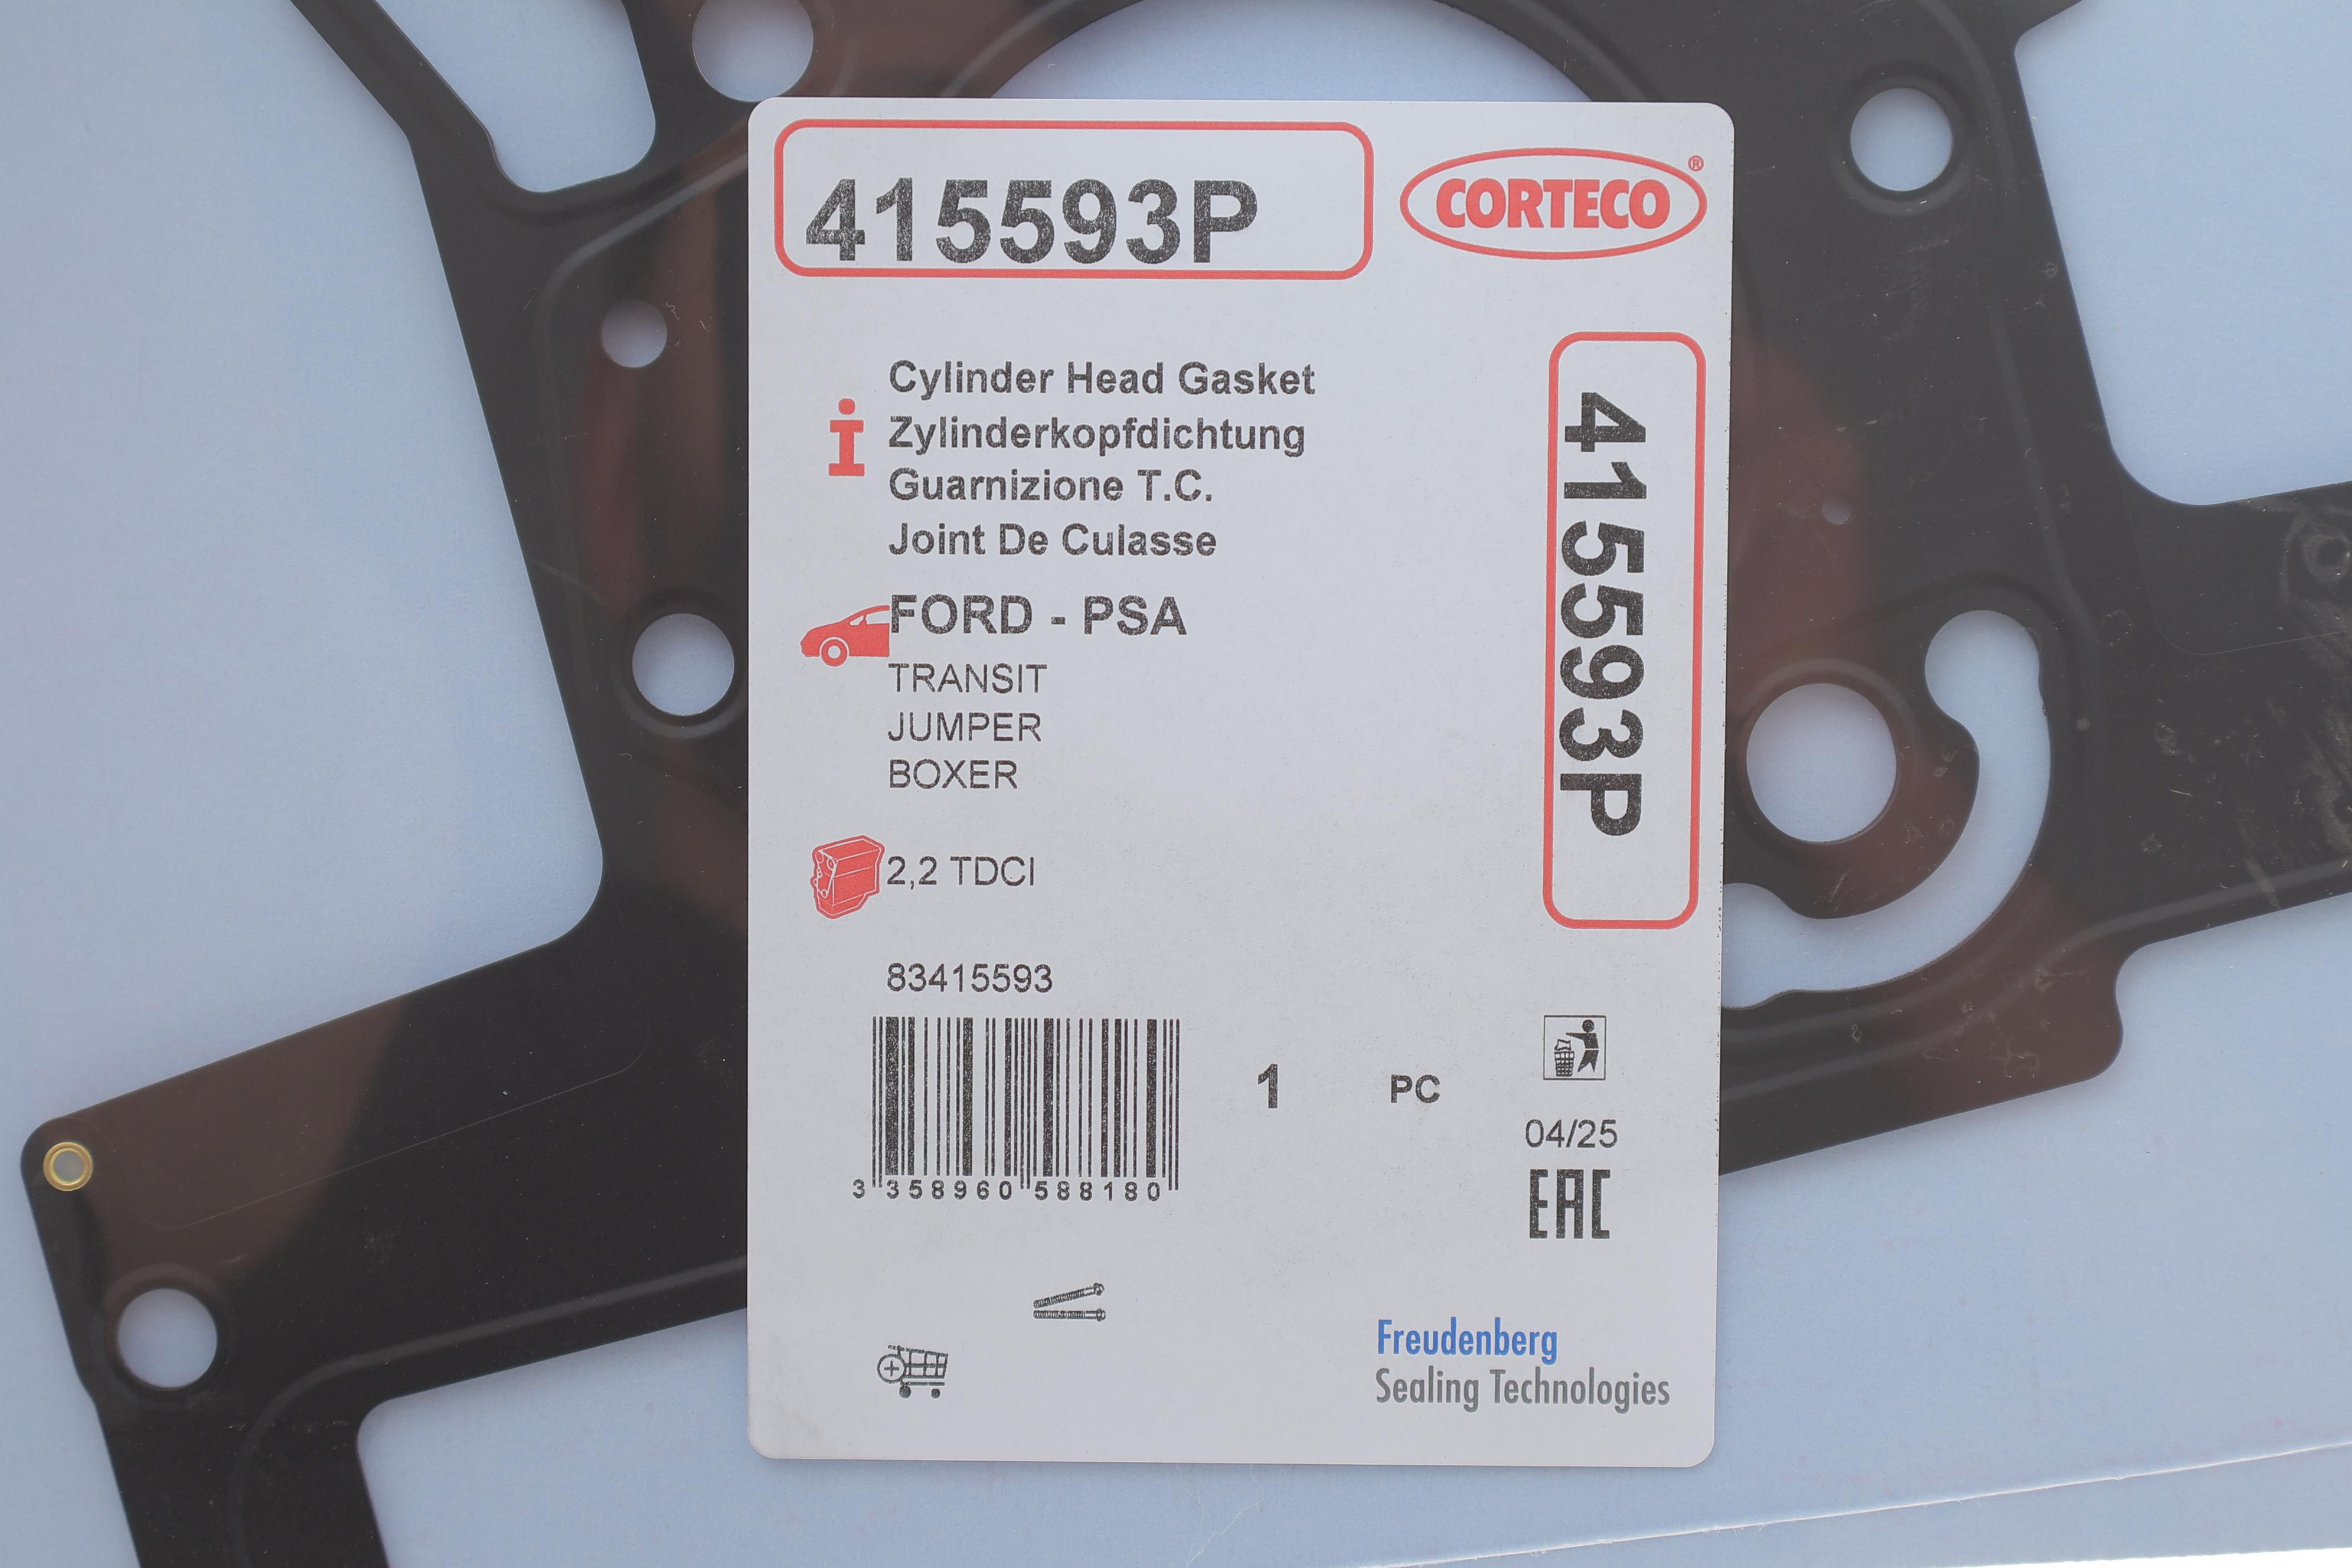 415593P
CORTECO®
Cylinder Head Gasket
Zylinderkopfdichtung
Guarnizione T.C.
Joint De Culasse
415593P
FORD - PSA
TRANSIT
JUMPER
BOXER
2,2 TDCI
83415593
3 358960 588180
1 PC
04/25
EAC
Freudenberg
Sealing Technologies